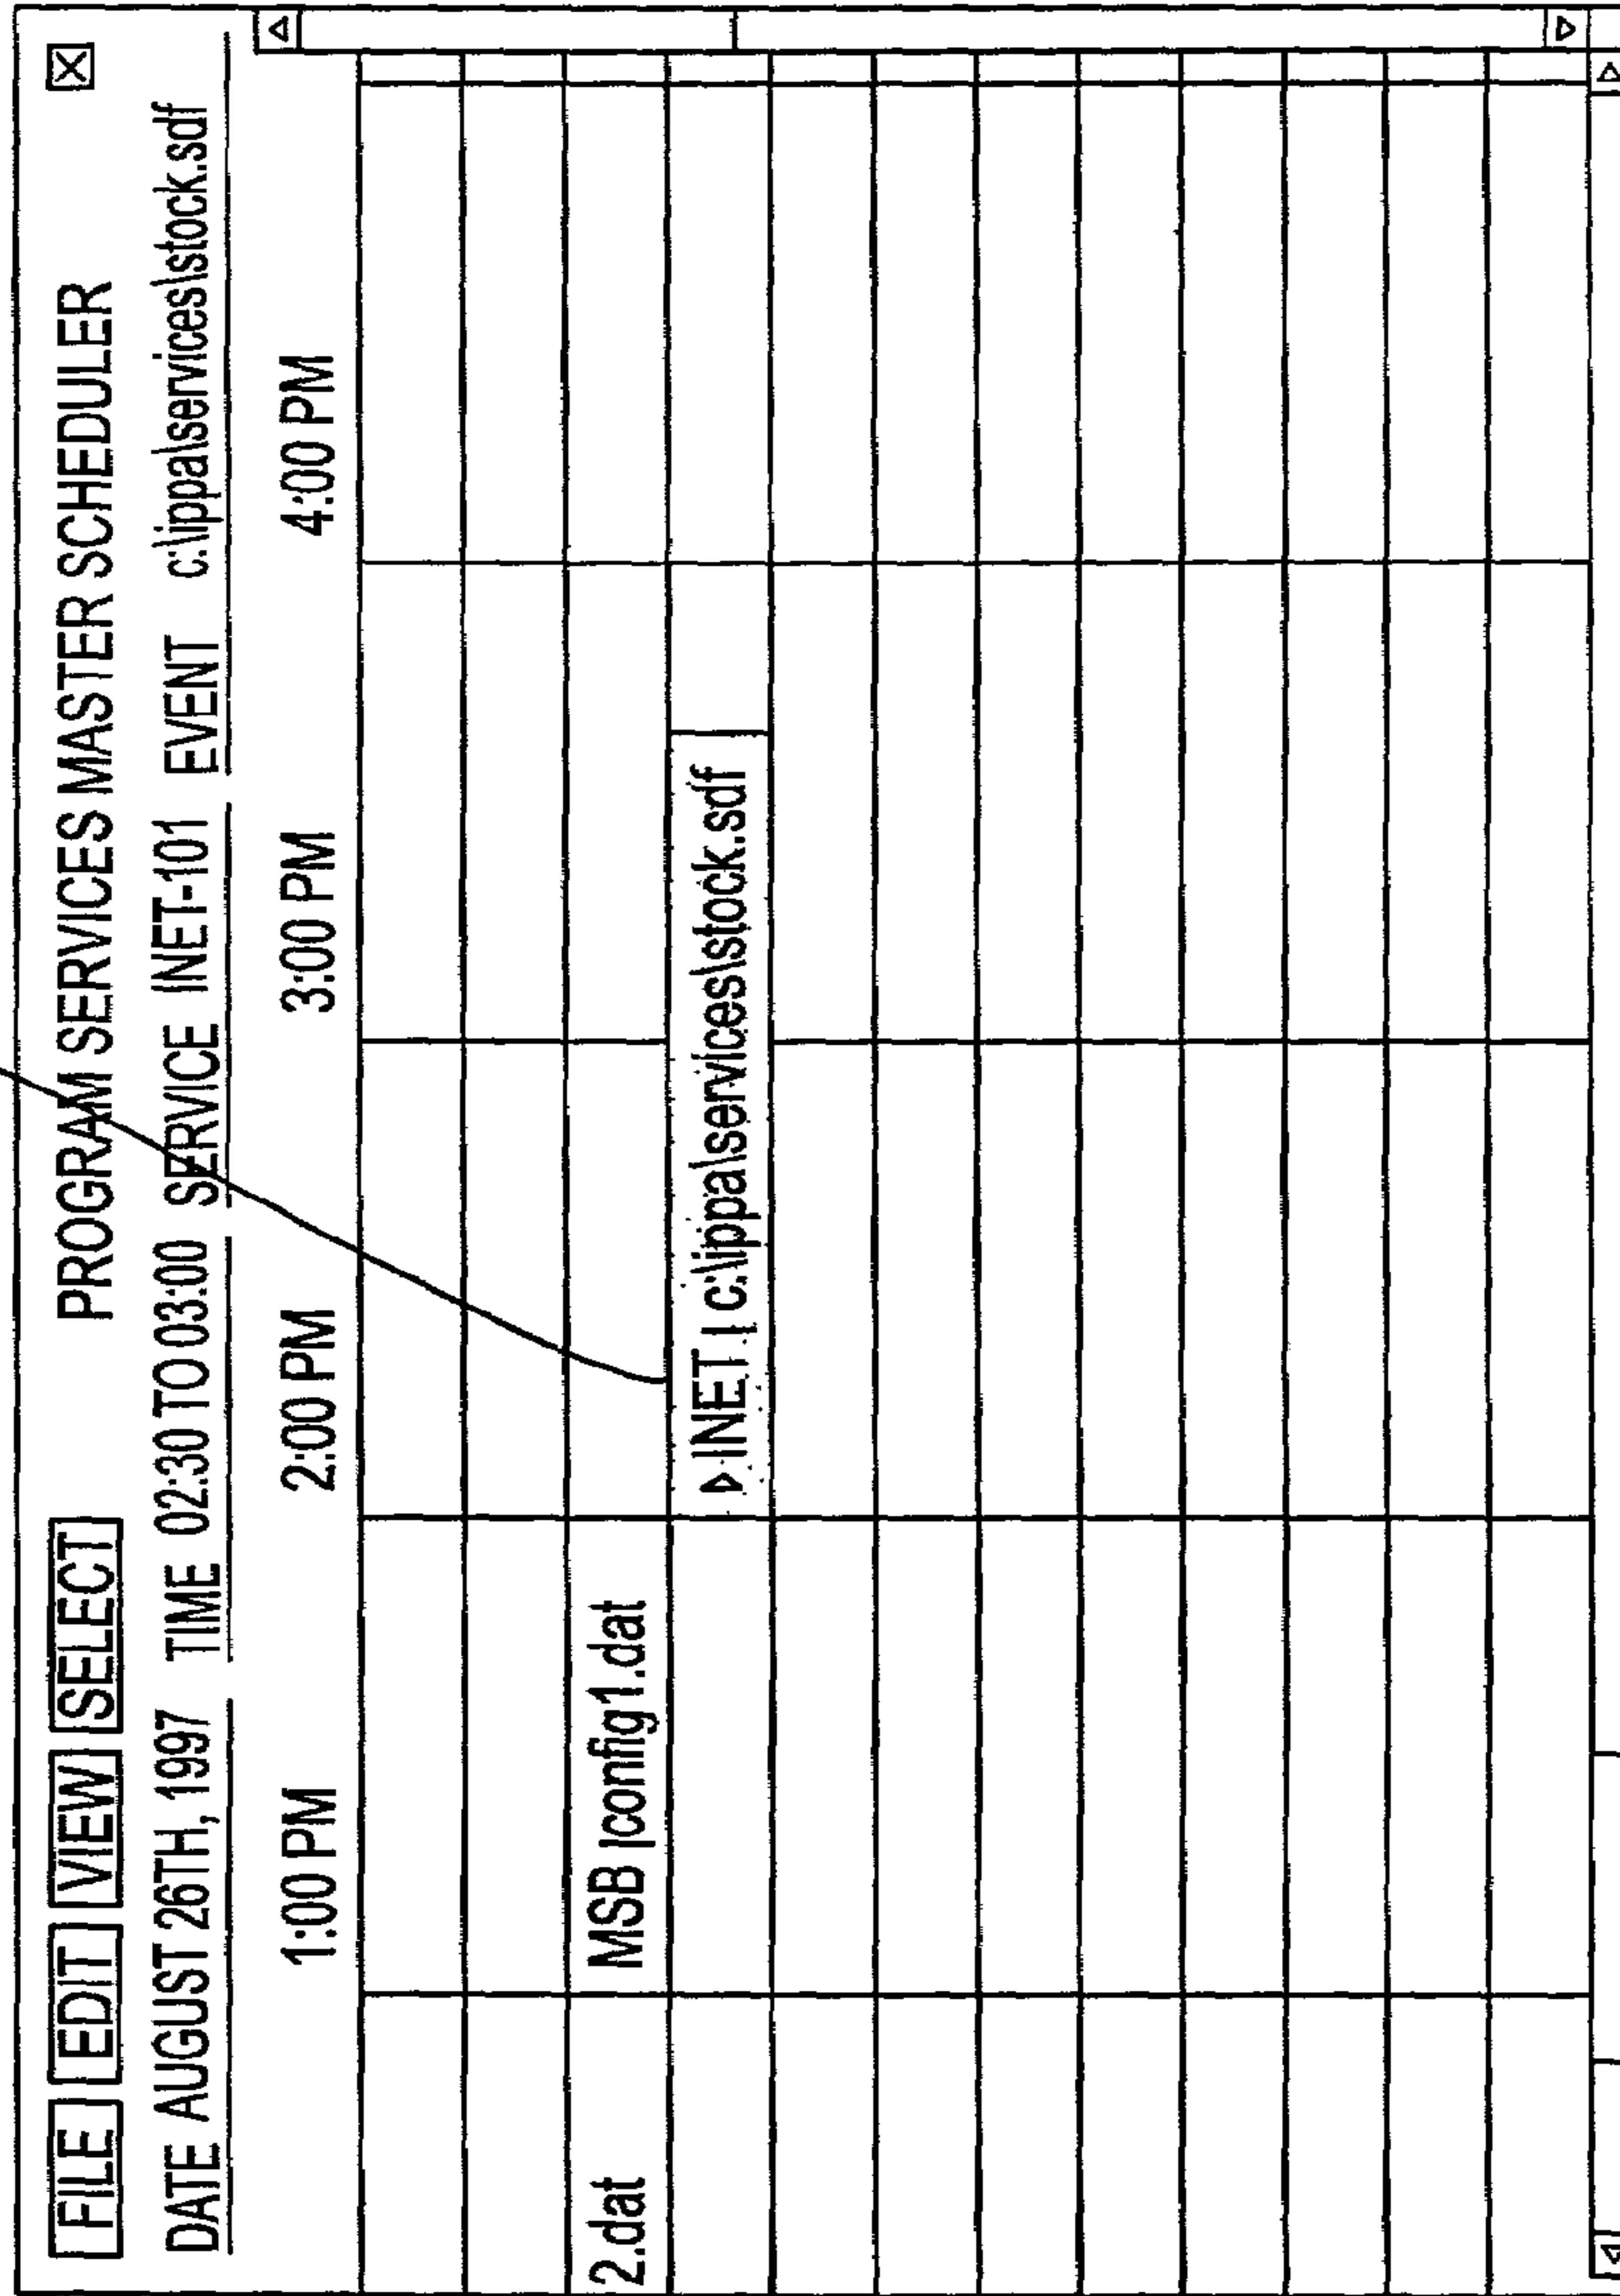 FILE EDIT VIEW SELECT PROGRAM SERVICES MASTER SCHEDULER
DATE AUGUST 26TH, 1997 TIME 02:30 TO 03:00 SERVICE INET-101 EVENT c:\ippa\services\stock.sdf
1:00 PM 2:00 PM 3:00 PM 4:00 PM
2.dat MSB |config1.dat
INET | c:\ippa\services\stock.sdf